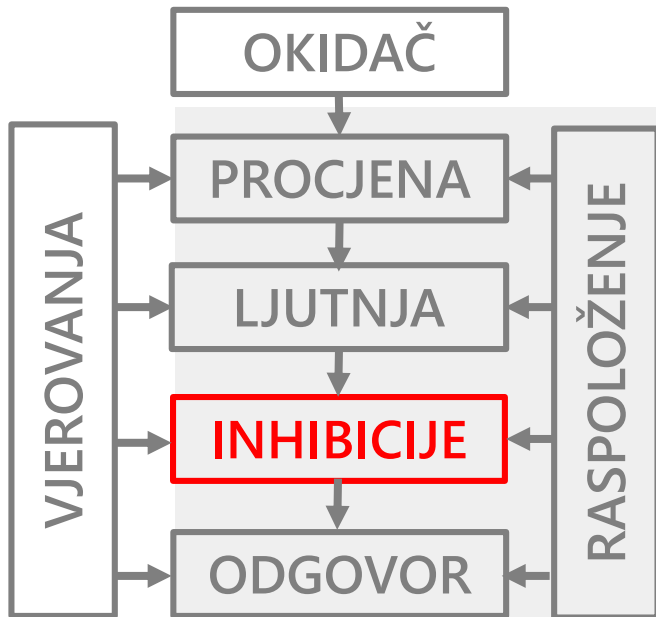 OKIDAČ
PROCJENA
LJUTNJA
INHIBICIJE
ODGOVOR
VJEROVANJA
RASPOLOŽENJE